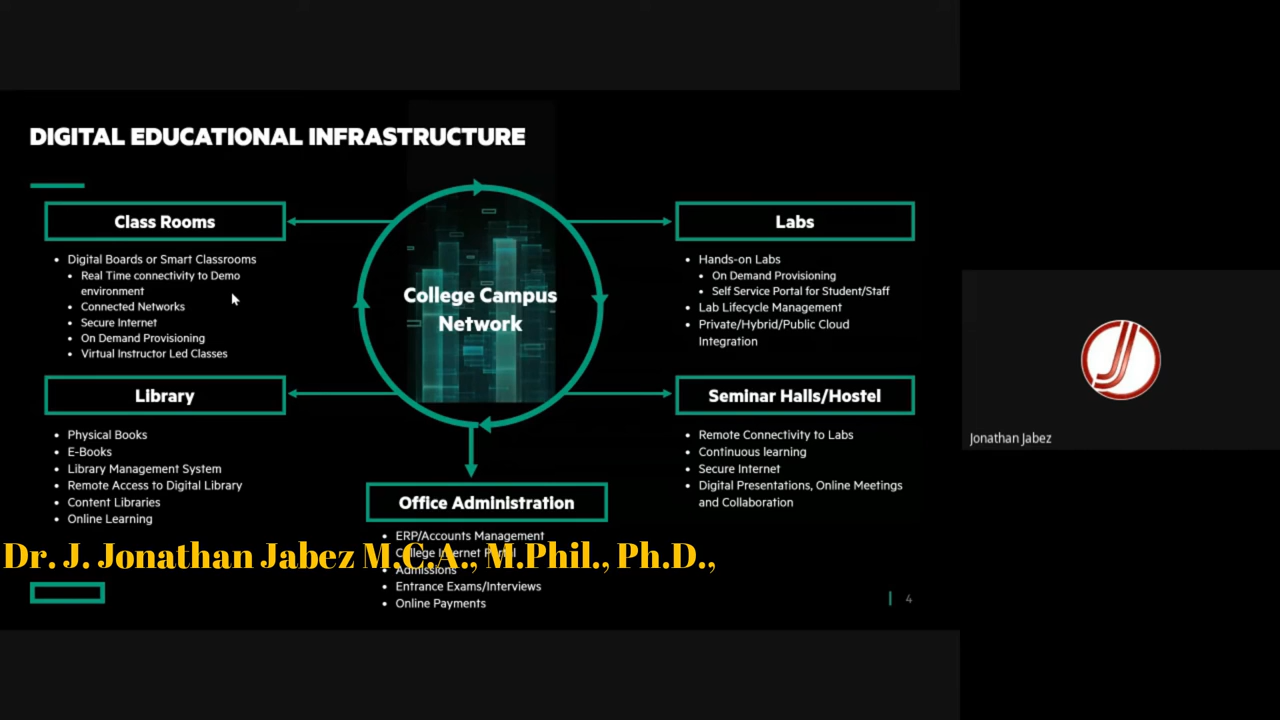 DIGITAL EDUCATIONAL INFRASTRUCTURE
Class Rooms
Digital Boards or Smart Classrooms
Real Time connectivity to Demo
environment
Connected Networks
Secure Internet
On Demand Provisioning
Virtual Instructor Led Classes
Library
Physical Books
E-Books
Library Management System
Remote Access to Digital Library
Content Libraries
Online Learning
College Campus
Network
Office Administration
ERP/Accounts Management
College Internet Portal
Admissions
Entrance Exams/Interviews
Online Payments
Labs
Hands-on Labs
On Demand Provisioning
Self Service Portal for Student/Staff
Lab Lifecycle Management
Private/Hybrid/Public Cloud
Integration
Seminar Halls/Hostel
Remote Connectivity to Labs
Continuous learning
Secure Internet
Digital Presentations, Online Meetings
and Collaboration
Dr. J. Jonathan Jabez M.C.A., M.Phil., Ph.D.,
4
Jonathan Jabez